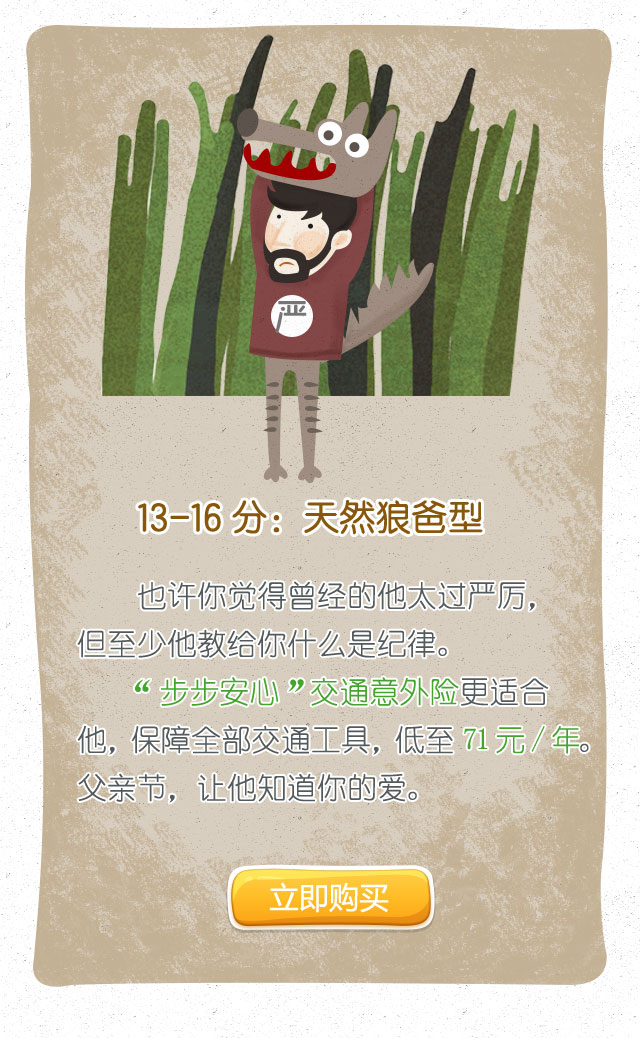 严
13-16 分：天然狼爸型
也许你觉得曾经的他太过严厉，
但至少他教给你什么是纪律。
“步步安心”交通意外险更适合
他，保障全部交通工具，低至 71 元 / 年。
父亲节，让他知道你的爱。
立即购买